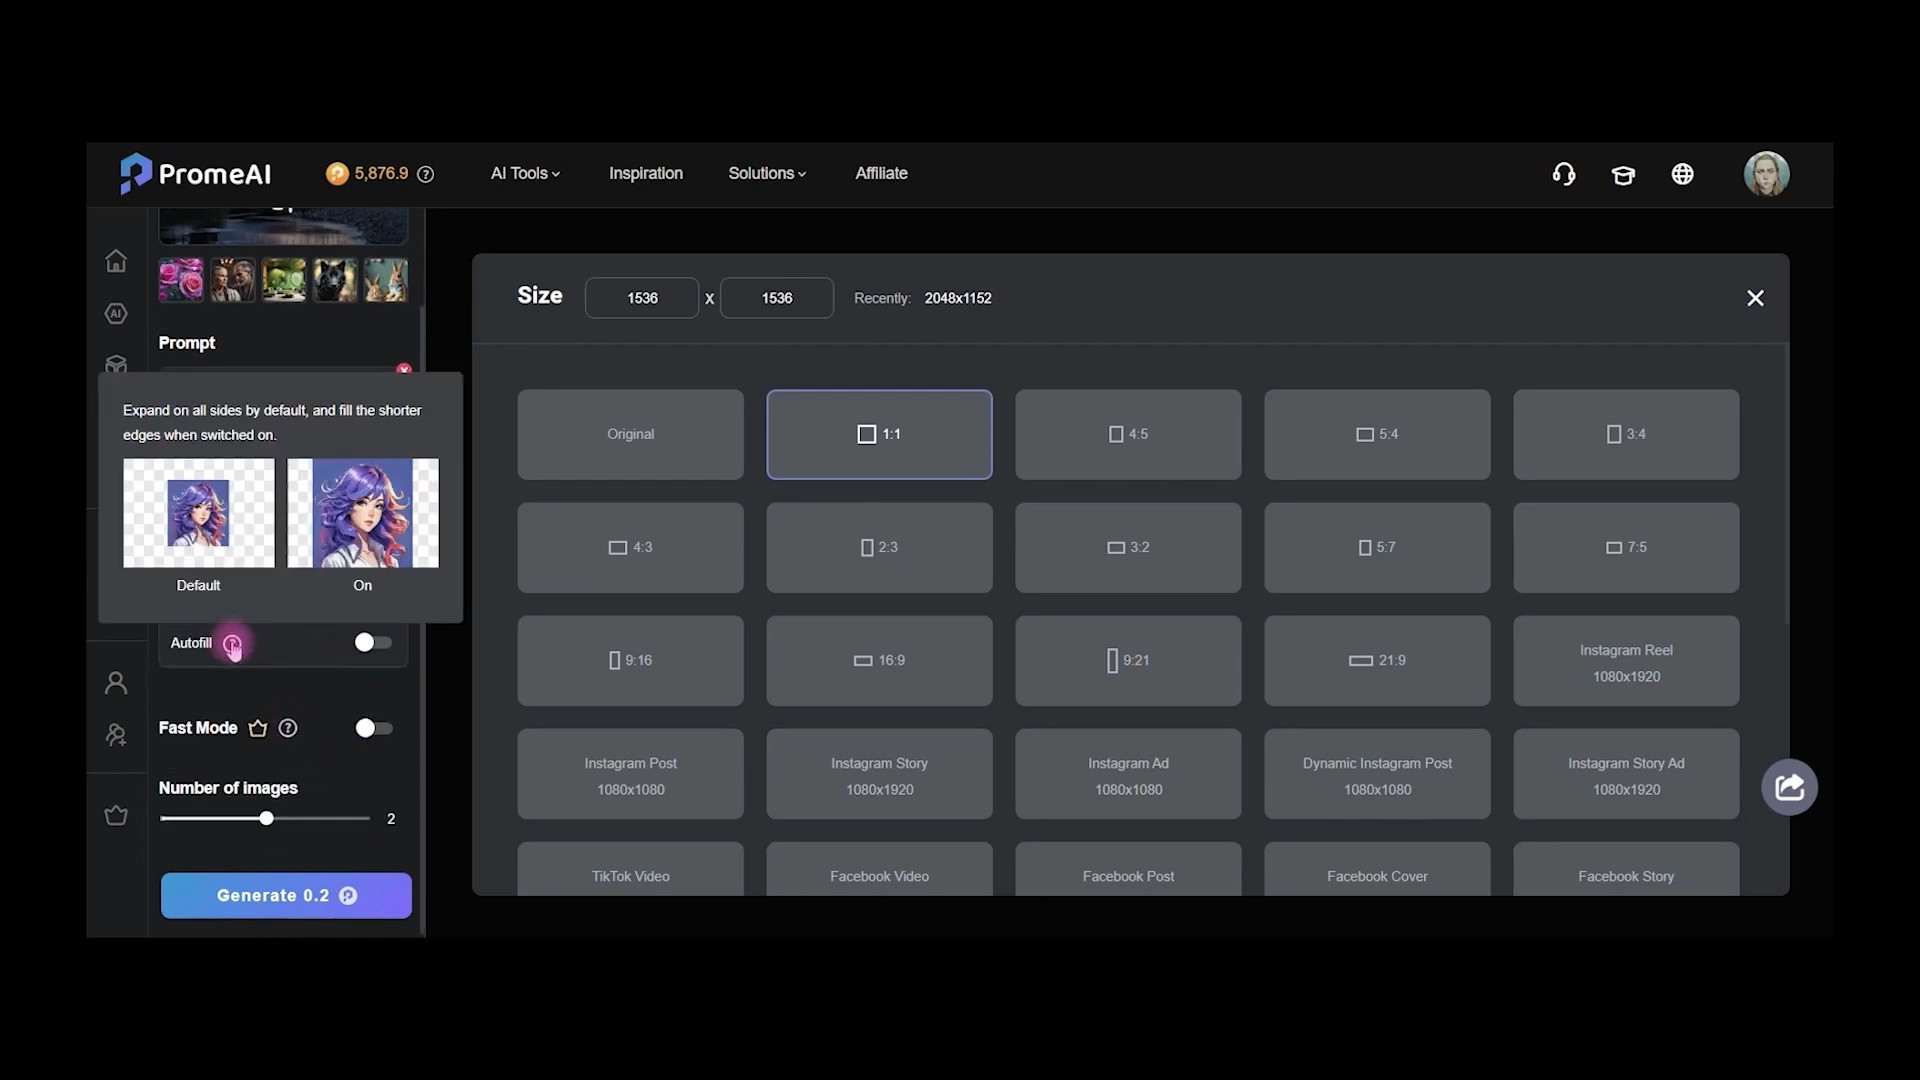 PromeAI
5,876.9
AI Tools
Inspiration
Solutions
Affiliate
Size
1536
x
1536
Recently: 2048x1152
Prompt
Expand on all sides by default, and fill the shorter
edges when switched on.
Default
On
Autofill
Fast Mode
Number of images
2
Generate 0.2
Original
1:1
4:5
5:4
3:4
4:3
2:3
3:2
5:7
7:5
9:16
16:9
9:21
21:9
Instagram Reel
1080x1920
Instagram Post
1080x1080
Instagram Story
1080x1920
Instagram Ad
1080x1080
Dynamic Instagram Post
1080x1080
Instagram Story Ad
1080x1920
TikTok Video
Facebook Video
Facebook Post
Facebook Cover
Facebook Story